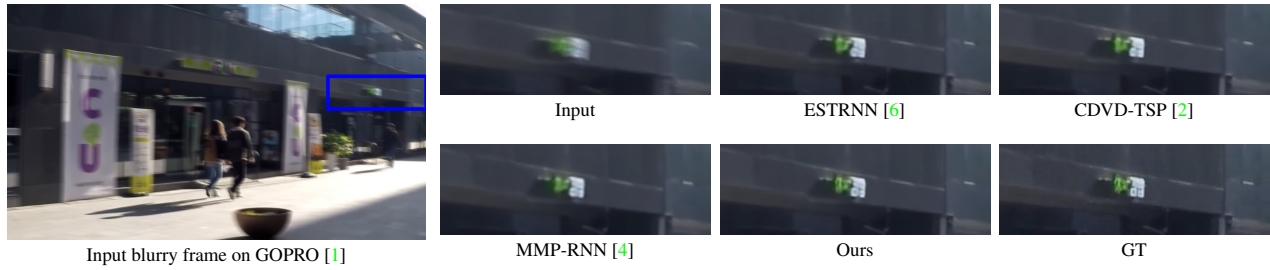 C
U
Input
ESTRNN [6]
CDVD-TSP [2]
MMP-RNN [4]
Ours
GT
Input blurry frame on GOPRO [1]